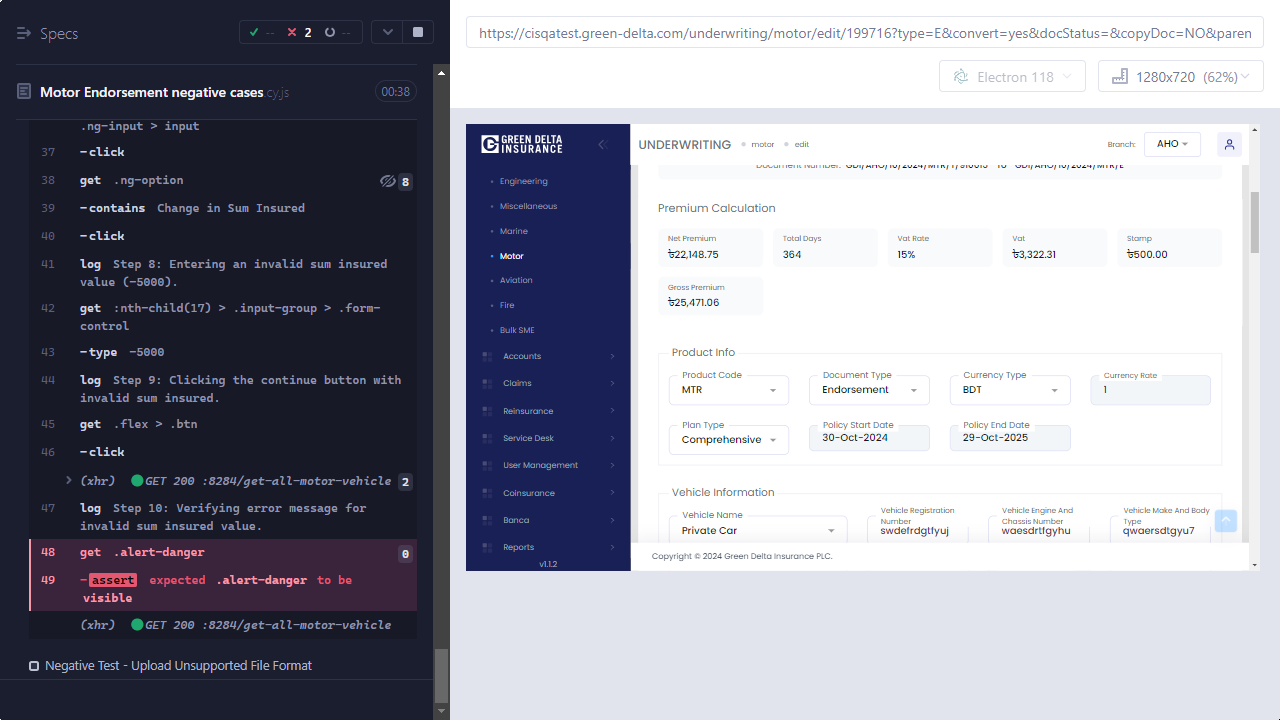 Specs
-- 2 --
Motor Endorsement negative cases.cy.js
00:38
.ng-input > input
37 -click
38 get .ng-option 8
39 -contains Change in Sum Insured
40 -click
41 log Step 8: Entering an invalid sum insured
value (-5000).
42 get :nth-child(17) > .input-group > .form-
control
43 -type -5000
44 log Step 9: Clicking the continue button with
invalid sum insured.
45 get .flex > .btn
46 -click
(xhr) GET 200 :8284/get-all-motor-vehicle 2
47 log Step 10: Verifying error message for
invalid sum insured value.
48 get .alert-danger 0
49 -assert expected .alert-danger to be
visible
(xhr) GET 200 :8284/get-all-motor-vehicle
Negative Test - Upload Unsupported File Format
https://cisqatest.green-delta.com/underwriting/motor/edit/199716?type=E&convert=yes&docStatus=&copyDoc=NO&paren
Electron 118
1280x720 (62%)
GREEN DELTA
INSURANCE
Engineering
Miscellaneous
Marine
Motor
Aviation
Fire
Bulk SME
Accounts
Claims
Reinsurance
Service Desk
User Management
Coinsurance
Banca
Reports
v1.1.2
UNDERWRITING motor edit
Branch: AHO
Document Number:
Premium Calculation
Net Premium
৳22,148.75
Total Days
364
Vat Rate
15%
Vat
৳3,322.31
Stamp
৳500.00
Gross Premium
৳25,471.06
Product Info
Product Code
MTR
Document Type
Endorsement
Currency Type
BDT
Currency Rate
1
Plan Type
Comprehensive
Policy Start Date
30-Oct-2024
Policy End Date
29-Oct-2025
Vehicle Information
Vehicle Name
Private Car
Vehicle Registration
Number
swdefrdgtfyuj
Vehicle Engine And
Chassis Number
waesdrtfgyhu
Vehicle Make And Body
Type
qwaersdtgyu7
Copyright © 2024 Green Delta Insurance PLC.